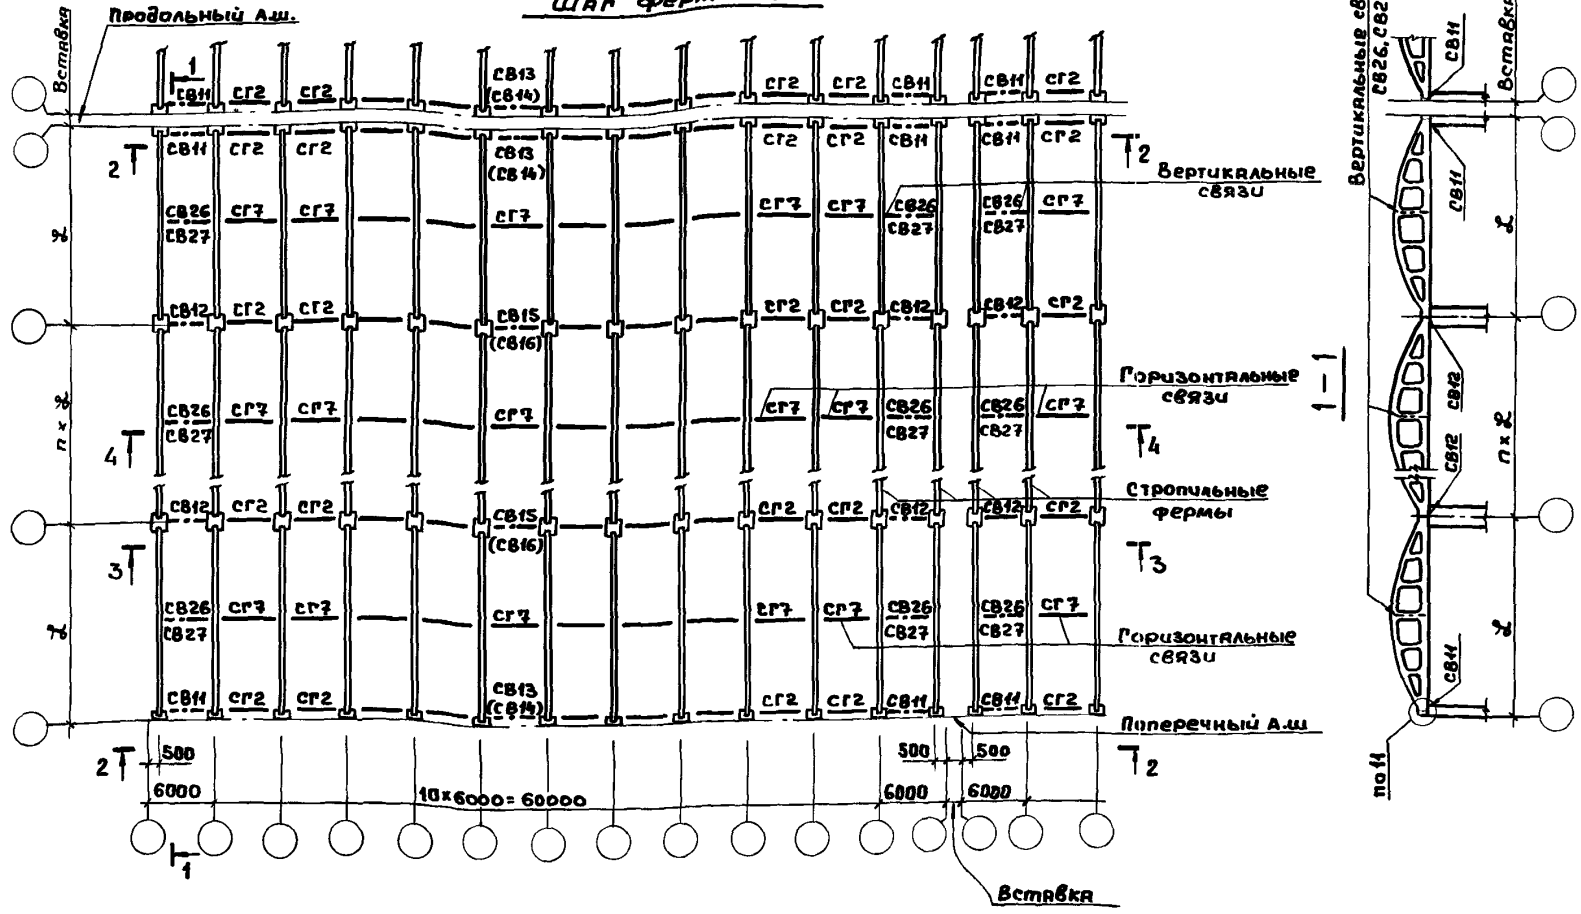 Шаг ферм
Вставка
Продольный А.ш.
1
СВ11 СГ2 СГ2
СВ13
(СВ14)
СГ2 СГ2 СВ11 СВ11 СГ2
2
СВ11 СГ2 СГ2
СВ13
(СВ14)
СГ2 СГ2 СВ11 СВ11 СГ2
2
Вертикальные
связи
ℒ
СВ26 СГ7 СГ7 СГ7 СГ7 СГ7 СВ26 СВ26 СГ7
СВ27 СВ27 СВ27
СВ12 СГ2 СГ2 СВ15 СГ2 СГ2 СВ12 СВ12 СГ2
(СВ16)
Горизонтальные
связи
n × ℒ
СВ26 СГ7 СГ7 СГ7 СГ7 СГ7 СВ26 СВ26 СГ7
СВ27 СВ27 СВ27
4
4
Стропильные
фермы
СВ12 СГ2 СГ2 СВ15 СГ2 СГ2 СВ12 СВ12 СГ2
(СВ16)
3
3
ℒ
СВ26 СГ7 СГ7 СГ7 СГ7 СГ7 СВ26 СВ26 СГ7
СВ27 СВ27 СВ27
Горизонтальные
связи
СВ11 СГ2 СГ2 СВ13 СГ2 СГ2 СВ11 СВ11 СГ2
(СВ14)
Поперечный А.ш
2
500
500
500
2
6000
10×6000=60000
6000
6000
1
Вставка
1-1
Вертикальные св
СВ26, СВ2
СВ11
Вставка
СВ11
ℒ
СВ12
n × ℒ
СВ12
ℒ
СВ11
по 11